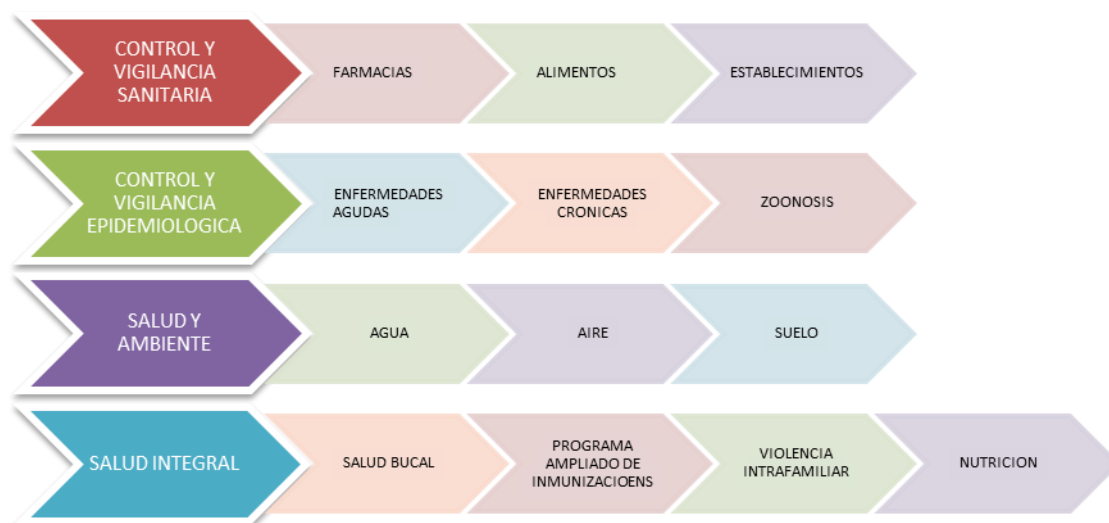 CONTROL Y
VIGILANCIA
SANITARIA
FARMACIAS
ALIMENTOS
ESTABLECIMIENTOS
CONTROL Y
VIGILANCIA
EPIDEMIOLOGICA
ENFERMEDADES
AGUDAS
ENFERMEDADES
CRONICAS
ZOONOSIS
SALUD Y
AMBIENTE
AGUA
AIRE
SUELO
SALUD INTEGRAL
SALUD BUCAL
PROGRAMA
AMPLIADO DE
INMUNIZACIOENS
VIOLENCIA
INTRAFAMILIAR
NUTRICION